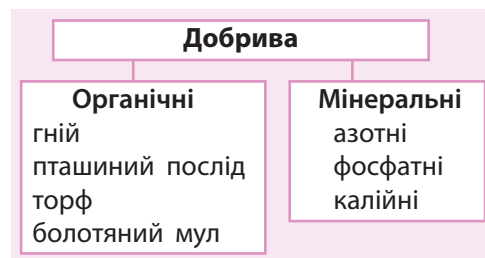 Добрива
Органічні
гній
пташиний послід
торф
болотяний мул
Мінеральні
азотні
фосфатні
калійні